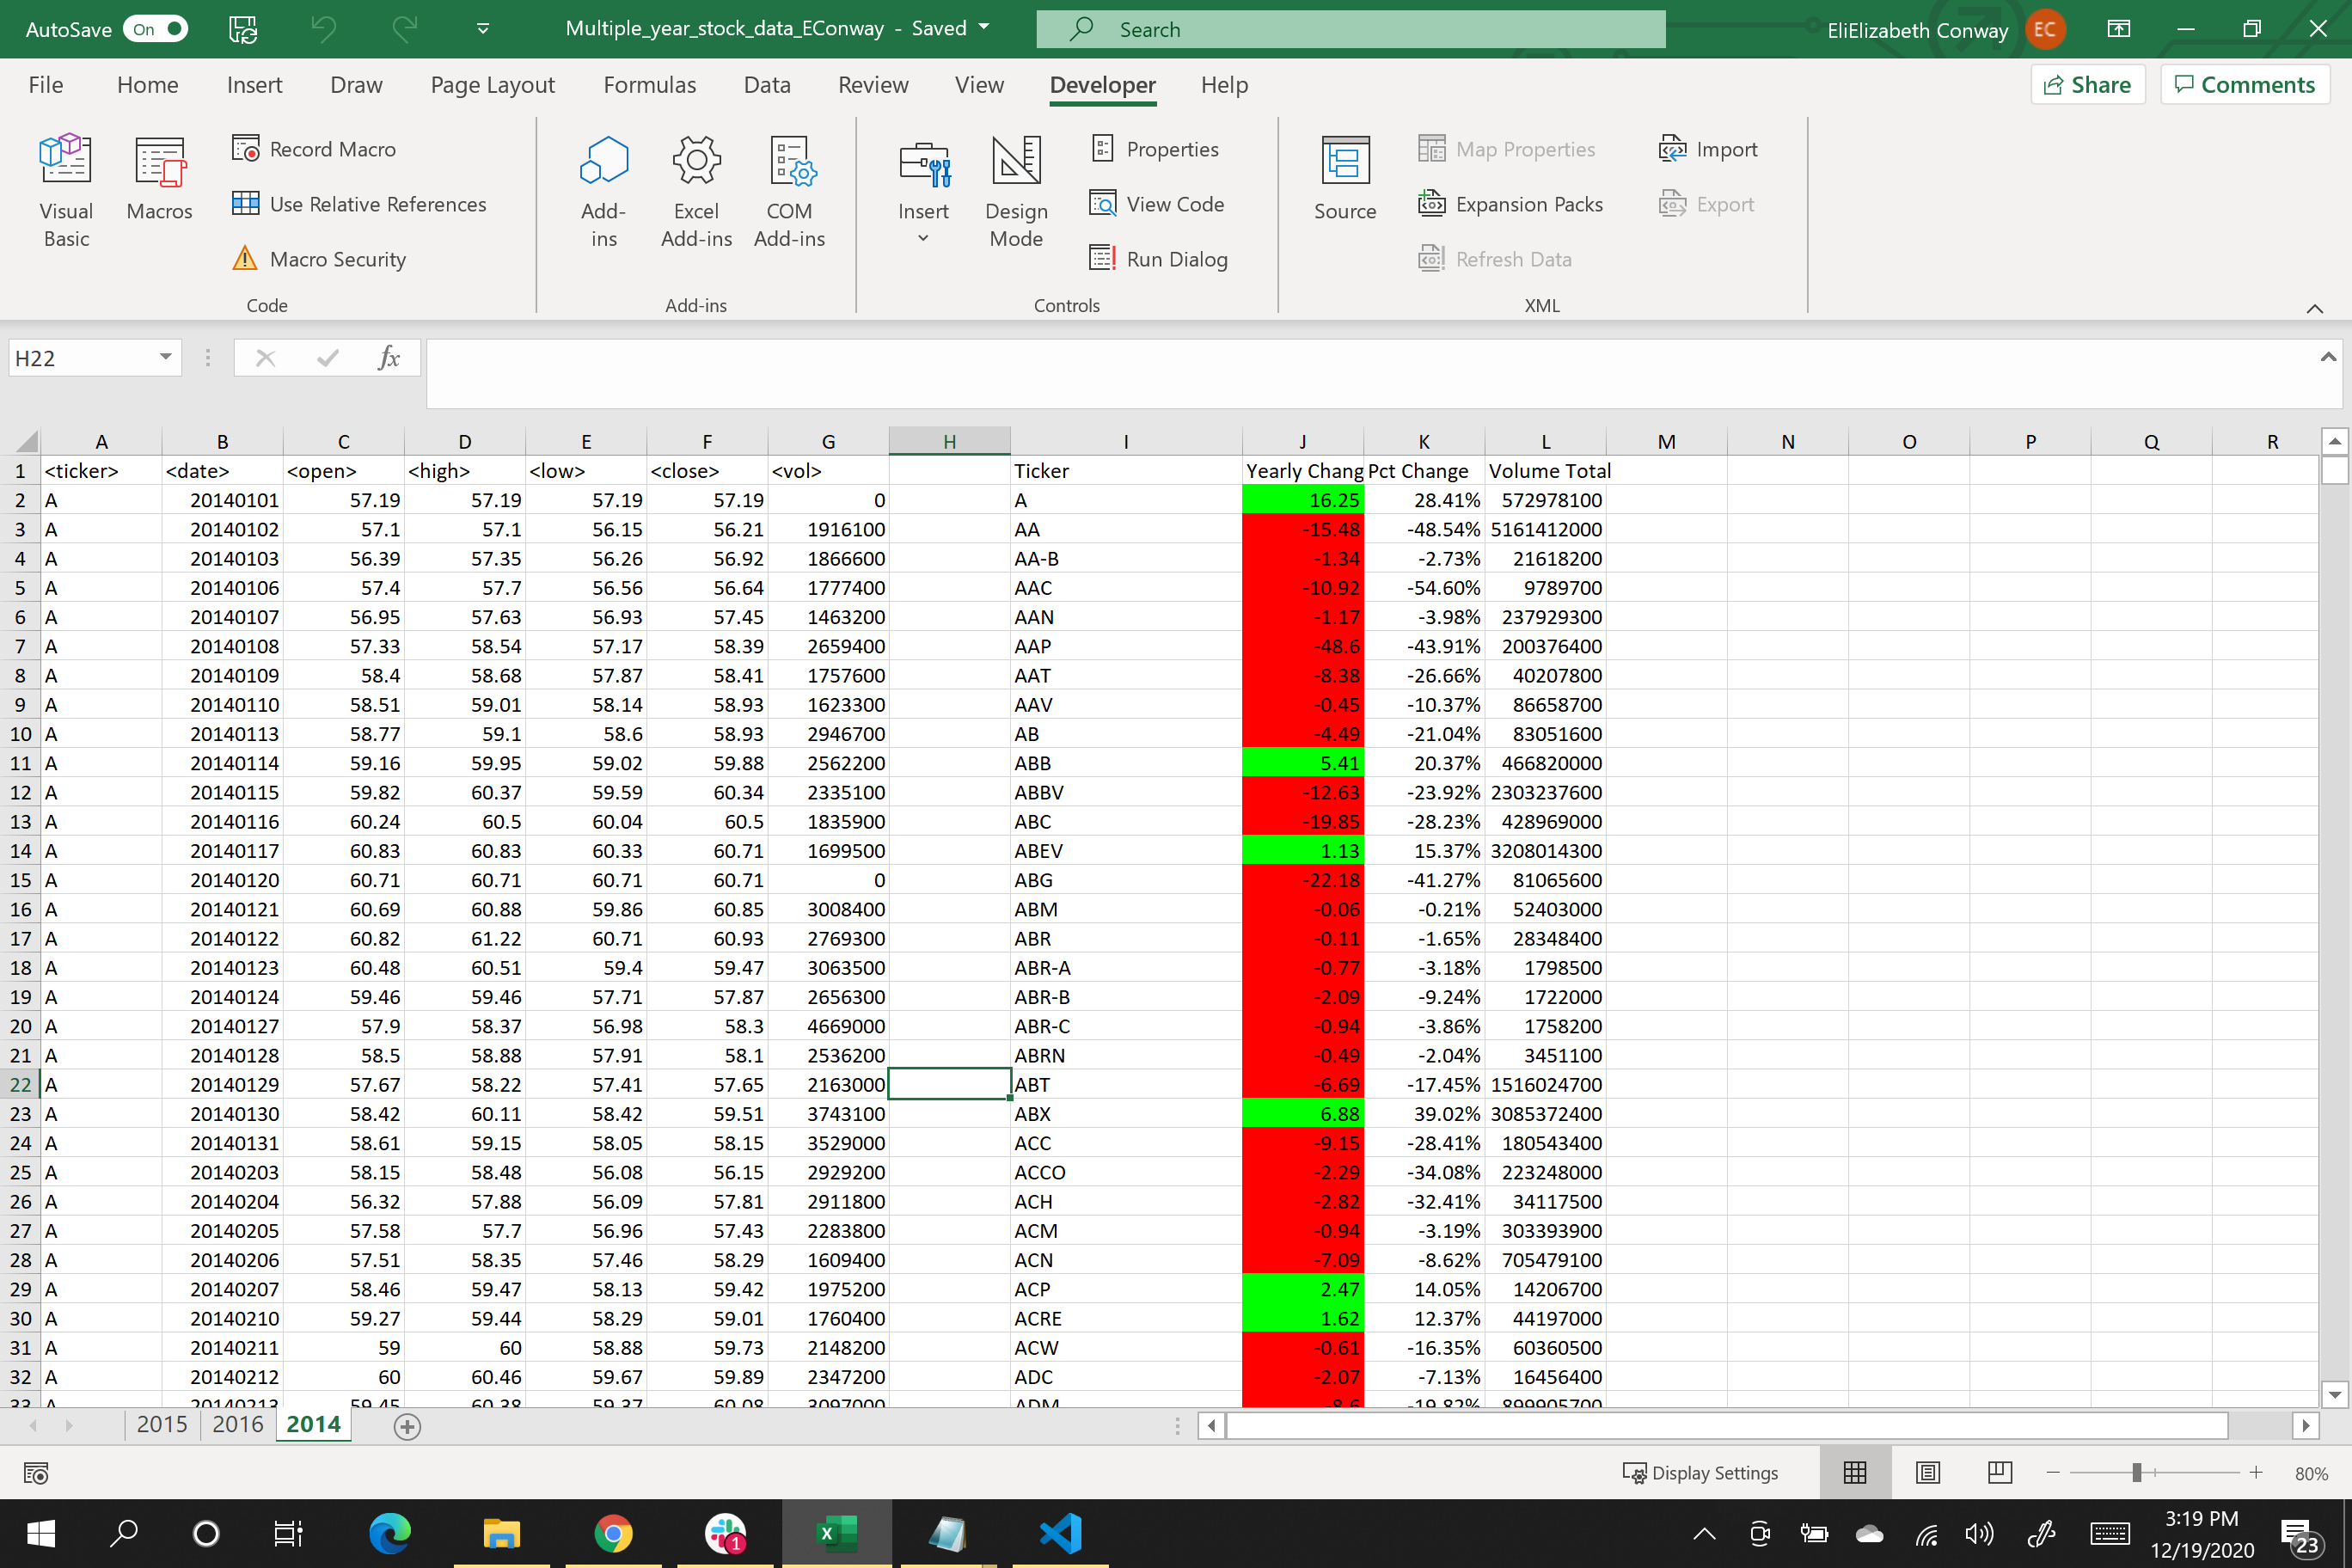 AutoSave On Multiple_year_stock_data_EConway - Saved Search EliElizabeth Conway EC
File Home Insert Draw Page Layout Formulas Data Review View Developer Help Share Comments
Visual Basic Macros Record Macro Use Relative References Macro Security Code
Add-ins Excel Add-ins COM Add-ins Add-ins
Insert Design Mode Properties View Code Run Dialog Controls
Source Map Properties Expansion Packs Refresh Data Import Export XML
H22 fx
A B C D E F G H I J K L M N O P Q R
1 <ticker> <date> <open> <high> <low> <close> <vol> Ticker Yearly Chang Pct Change Volume Total
2 A 20140101 57.19 57.19 57.19 57.19 0 A 16.25 28.41% 572978100
3 A 20140102 57.1 57.1 56.15 56.21 1916100 AA -15.48 -48.54% 5161412000
4 A 20140103 56.39 57.35 56.26 56.92 1866600 AA-B -1.34 -2.73% 21618200
5 A 20140106 57.4 57.7 56.56 56.64 1777400 AAC -10.92 -54.60% 9789700
6 A 20140107 56.95 57.63 56.93 57.45 1463200 AAN -1.17 -3.98% 237929300
7 A 20140108 57.33 58.54 57.17 58.39 2659400 AAP -48.6 -43.91% 200376400
8 A 20140109 58.4 58.68 57.87 58.41 1757600 AAT -8.38 -26.66% 40207800
9 A 20140110 58.51 59.01 58.14 58.93 1623300 AAV -0.45 -10.37% 86658700
10 A 20140113 58.77 59.1 58.6 58.93 2946700 AB -4.49 -21.04% 83051600
11 A 20140114 59.16 59.95 59.02 59.88 2562200 ABB 5.41 20.37% 466820000
12 A 20140115 59.82 60.37 59.59 60.34 2335100 ABBV -12.63 -23.92% 2303237600
13 A 20140116 60.24 60.5 60.04 60.5 1835900 ABC -19.85 -28.23% 428969000
14 A 20140117 60.83 60.83 60.33 60.71 1699500 ABEV 1.13 15.37% 3208014300
15 A 20140120 60.71 60.71 60.71 60.71 0 ABG -22.18 -41.27% 81065600
16 A 20140121 60.69 60.88 59.86 60.85 3008400 ABM -0.06 -0.21% 52403000
17 A 20140122 60.82 61.22 60.71 60.93 2769300 ABR -0.11 -1.65% 28348400
18 A 20140123 60.48 60.51 59.4 59.47 3063500 ABR-A -0.77 -3.18% 1798500
19 A 20140124 59.46 59.46 57.71 57.87 2656300 ABR-B -2.09 -9.24% 1722000
20 A 20140127 57.9 58.37 56.98 58.3 4669000 ABR-C -0.94 -3.86% 1758200
21 A 20140128 58.5 58.88 57.91 58.1 2536200 ABRN -0.49 -2.04% 3451100
22 A 20140129 57.67 58.22 57.41 57.65 2163000 ABT -6.69 -17.45% 1516024700
23 A 20140130 58.42 60.11 58.42 59.51 3743100 ABX 6.88 39.02% 3085372400
24 A 20140131 58.61 59.15 58.05 58.15 3529000 ACC -9.15 -28.41% 180543400
25 A 20140203 58.15 58.48 56.08 56.15 2929200 ACCO -2.29 -34.08% 223248000
26 A 20140204 56.32 57.88 56.09 57.81 2911800 ACH -2.82 -32.41% 34117500
27 A 20140205 57.58 57.7 56.96 57.43 2283800 ACM -0.94 -3.19% 303393900
28 A 20140206 57.51 58.35 57.46 58.29 1609400 ACN -7.09 -8.62% 705479100
29 A 20140207 58.46 59.47 58.13 59.42 1975200 ACP 2.47 14.05% 14206700
30 A 20140210 59.27 59.44 58.29 59.01 1760400 ACRE 1.62 12.37% 44197000
31 A 20140211 59 60 58.88 59.73 2148200 ACW -0.61 -16.35% 60360500
32 A 20140212 60 60.46 59.67 59.89 2347200 ADC -2.07 -7.13% 16456400
33 A 20140213 59.45 60.38 59.37 60.08 3097000 ADM -8.6 -19.82% 899905700
2015 2016 2014
Display Settings 80%
1 3:19 PM
12/19/2020 23